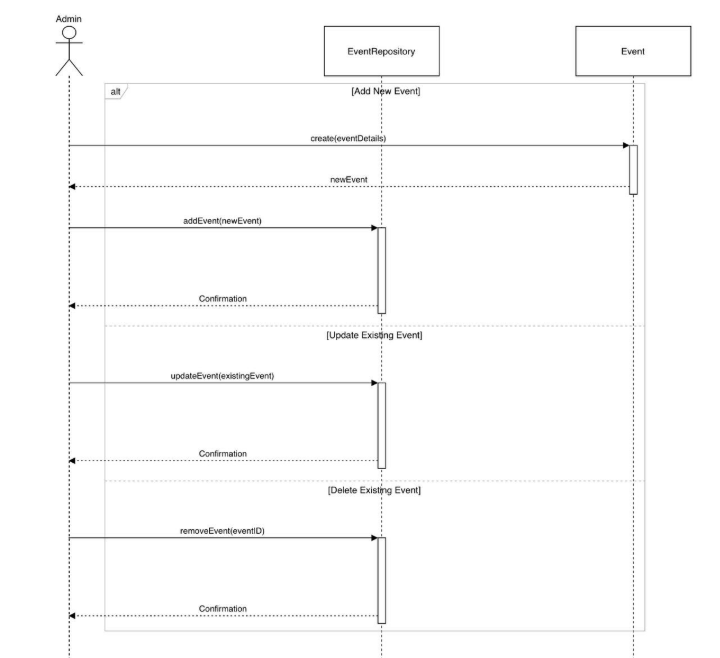 Admin
EventRepository
Event
alt
[Add New Event]
create(eventDetails)
newEvent
addEvent(newEvent)
Confirmation
[Update Existing Event]
updateEvent(existingEvent)
Confirmation
[Delete Existing Event]
removeEvent(eventID)
Confirmation